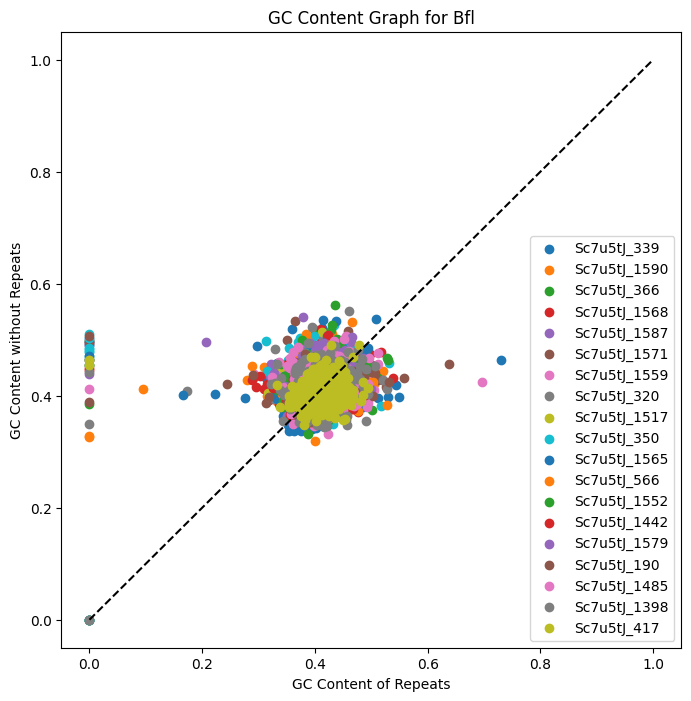 GC Content Graph for Bfl
GC Content without Repeats
1.0
0.8
0.6
0.4
0.2
0.0
0.0 0.2 0.4 0.6 0.8 1.0
GC Content of Repeats
Sc7u5tJ_339
Sc7u5tJ_1590
Sc7u5tJ_366
Sc7u5tJ_1568
Sc7u5tJ_1587
Sc7u5tJ_1571
Sc7u5tJ_1559
Sc7u5tJ_320
Sc7u5tJ_1517
Sc7u5tJ_350
Sc7u5tJ_1565
Sc7u5tJ_566
Sc7u5tJ_1552
Sc7u5tJ_1442
Sc7u5tJ_1579
Sc7u5tJ_190
Sc7u5tJ_1485
Sc7u5tJ_1398
Sc7u5tJ_417